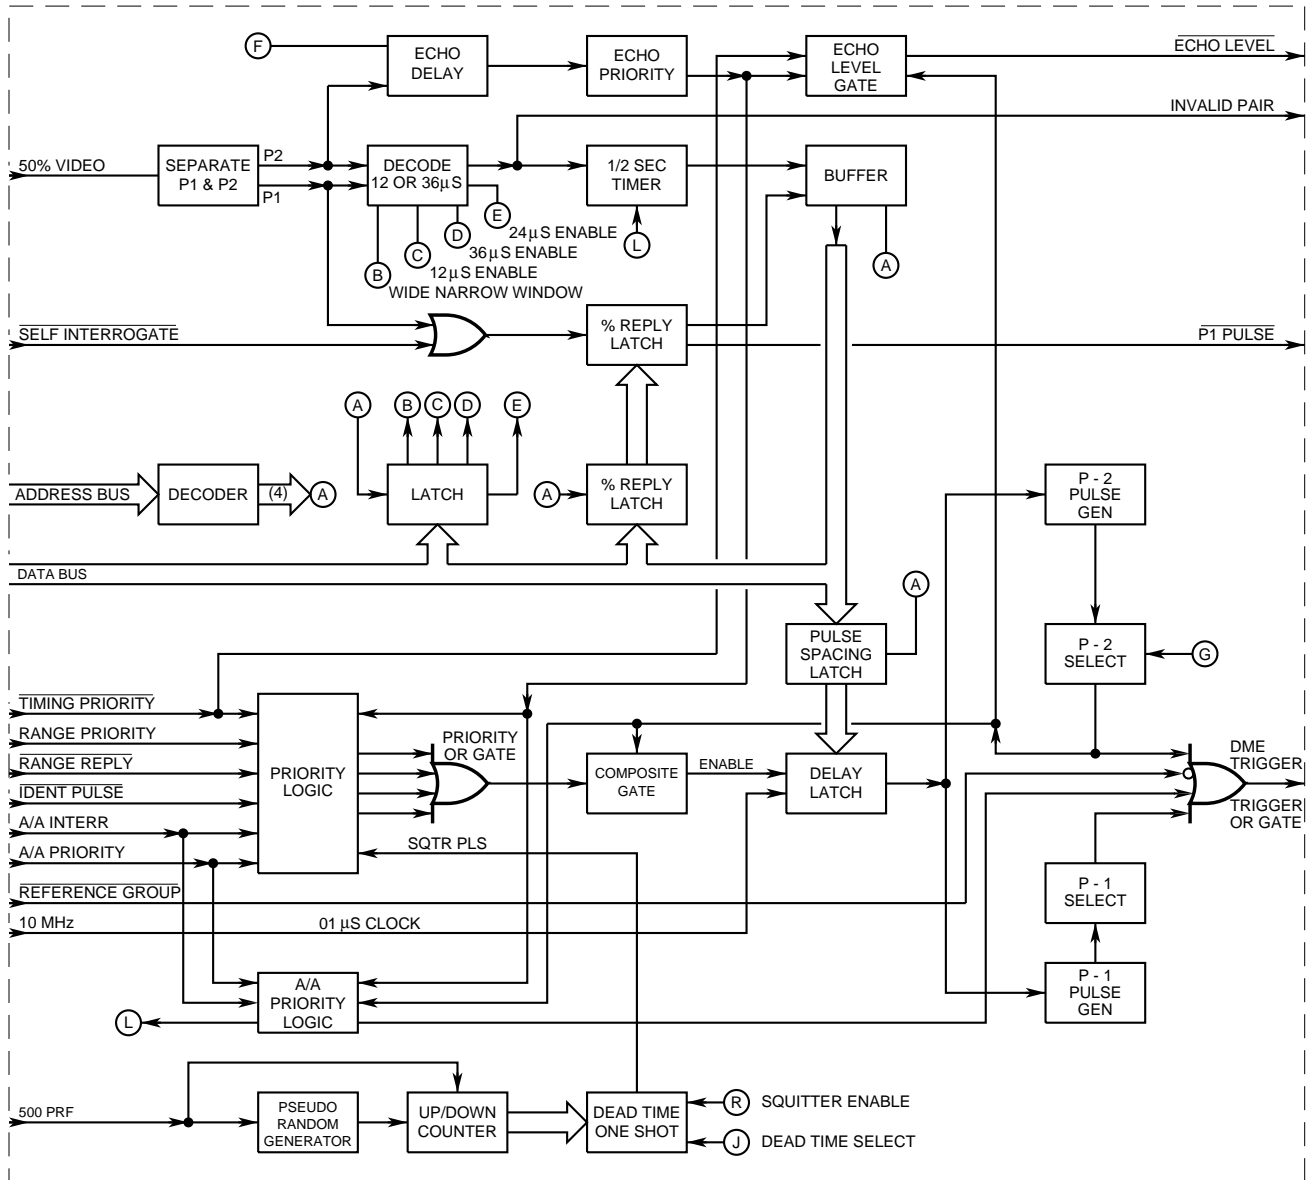 F
ECHO
DELAY
ECHO
PRIORITY
ECHO
LEVEL
GATE
ECHO LEVEL
INVALID PAIR
50% VIDEO
SEPARATE
P1 & P2
P2
P1
DECODE
12 OR 36µS
1/2 SEC
TIMER
BUFFER
B
C
D
E
24µS ENABLE
36µS ENABLE
12µS ENABLE
WIDE NARROW WINDOW
L
A
SELF INTERROGATE
% REPLY
LATCH
P1 PULSE
A
B
C
D
E
ADDRESS BUS
DECODER
(4)
A
LATCH
A
% REPLY
LATCH
P - 2
PULSE
GEN
DATA BUS
A
PULSE
SPACING
LATCH
P - 2
SELECT
G
TIMING PRIORITY
RANGE PRIORITY
RANGE REPLY
IDENT PULSE
A/A INTERR
A/A PRIORITY
REFERENCE GROUP
10 MHz
01 µS CLOCK
PRIORITY
LOGIC
PRIORITY
OR GATE
SQTR PLS
COMPOSITE
GATE
ENABLE
DELAY
LATCH
DME
TRIGGER
TRIGGER
OR GATE
P - 1
SELECT
P - 1
PULSE
GEN
A/A
PRIORITY
LOGIC
L
500 PRF
PSEUDO
RANDOM
GENERATOR
UP/DOWN
COUNTER
DEAD TIME
ONE SHOT
R
SQUITTER ENABLE
J
DEAD TIME SELECT